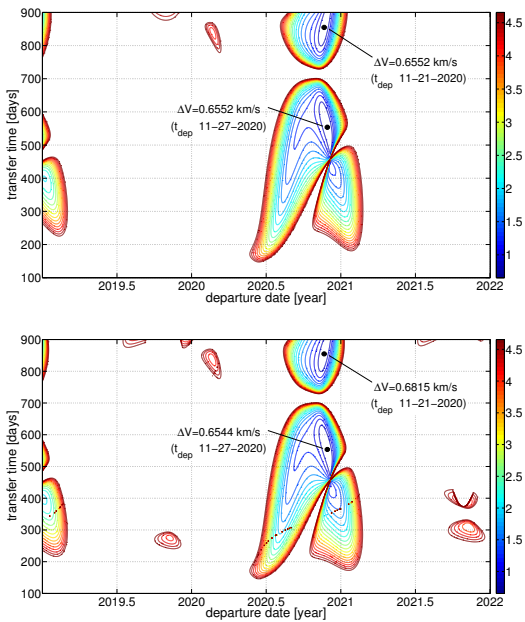 900
800
700
600
500
400
300
200
100
transfer time [days]
ΔV=0.6552 km/s
(t_dep 11−21−2020)
ΔV=0.6552 km/s
(t_dep 11−27−2020)
2019.5 2020 2020.5 2021 2021.5 2022
departure date [year]
4.5
4
3.5
3
2.5
2
1.5
1
900
800
700
600
500
400
300
200
100
transfer time [days]
ΔV=0.6815 km/s
(t_dep 11−21−2020)
ΔV=0.6544 km/s
(t_dep 11−27−2020)
2019.5 2020 2020.5 2021 2021.5 2022
departure date [year]
4.5
4
3.5
3
2.5
2
1.5
1